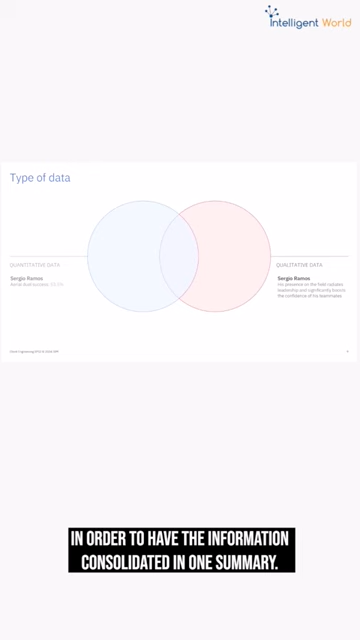 Intelligent World
Type of data
QUANTITATIVE DATA
Sergio Ramos
QUALITATIVE DATA
Sergio Ramos
His presence on the field radiates
leadership and significantly boosts
the confidence of his teammates.
IN ORDER TO HAVE THE INFORMATION
CONSOLIDATED IN ONE SUMMARY.